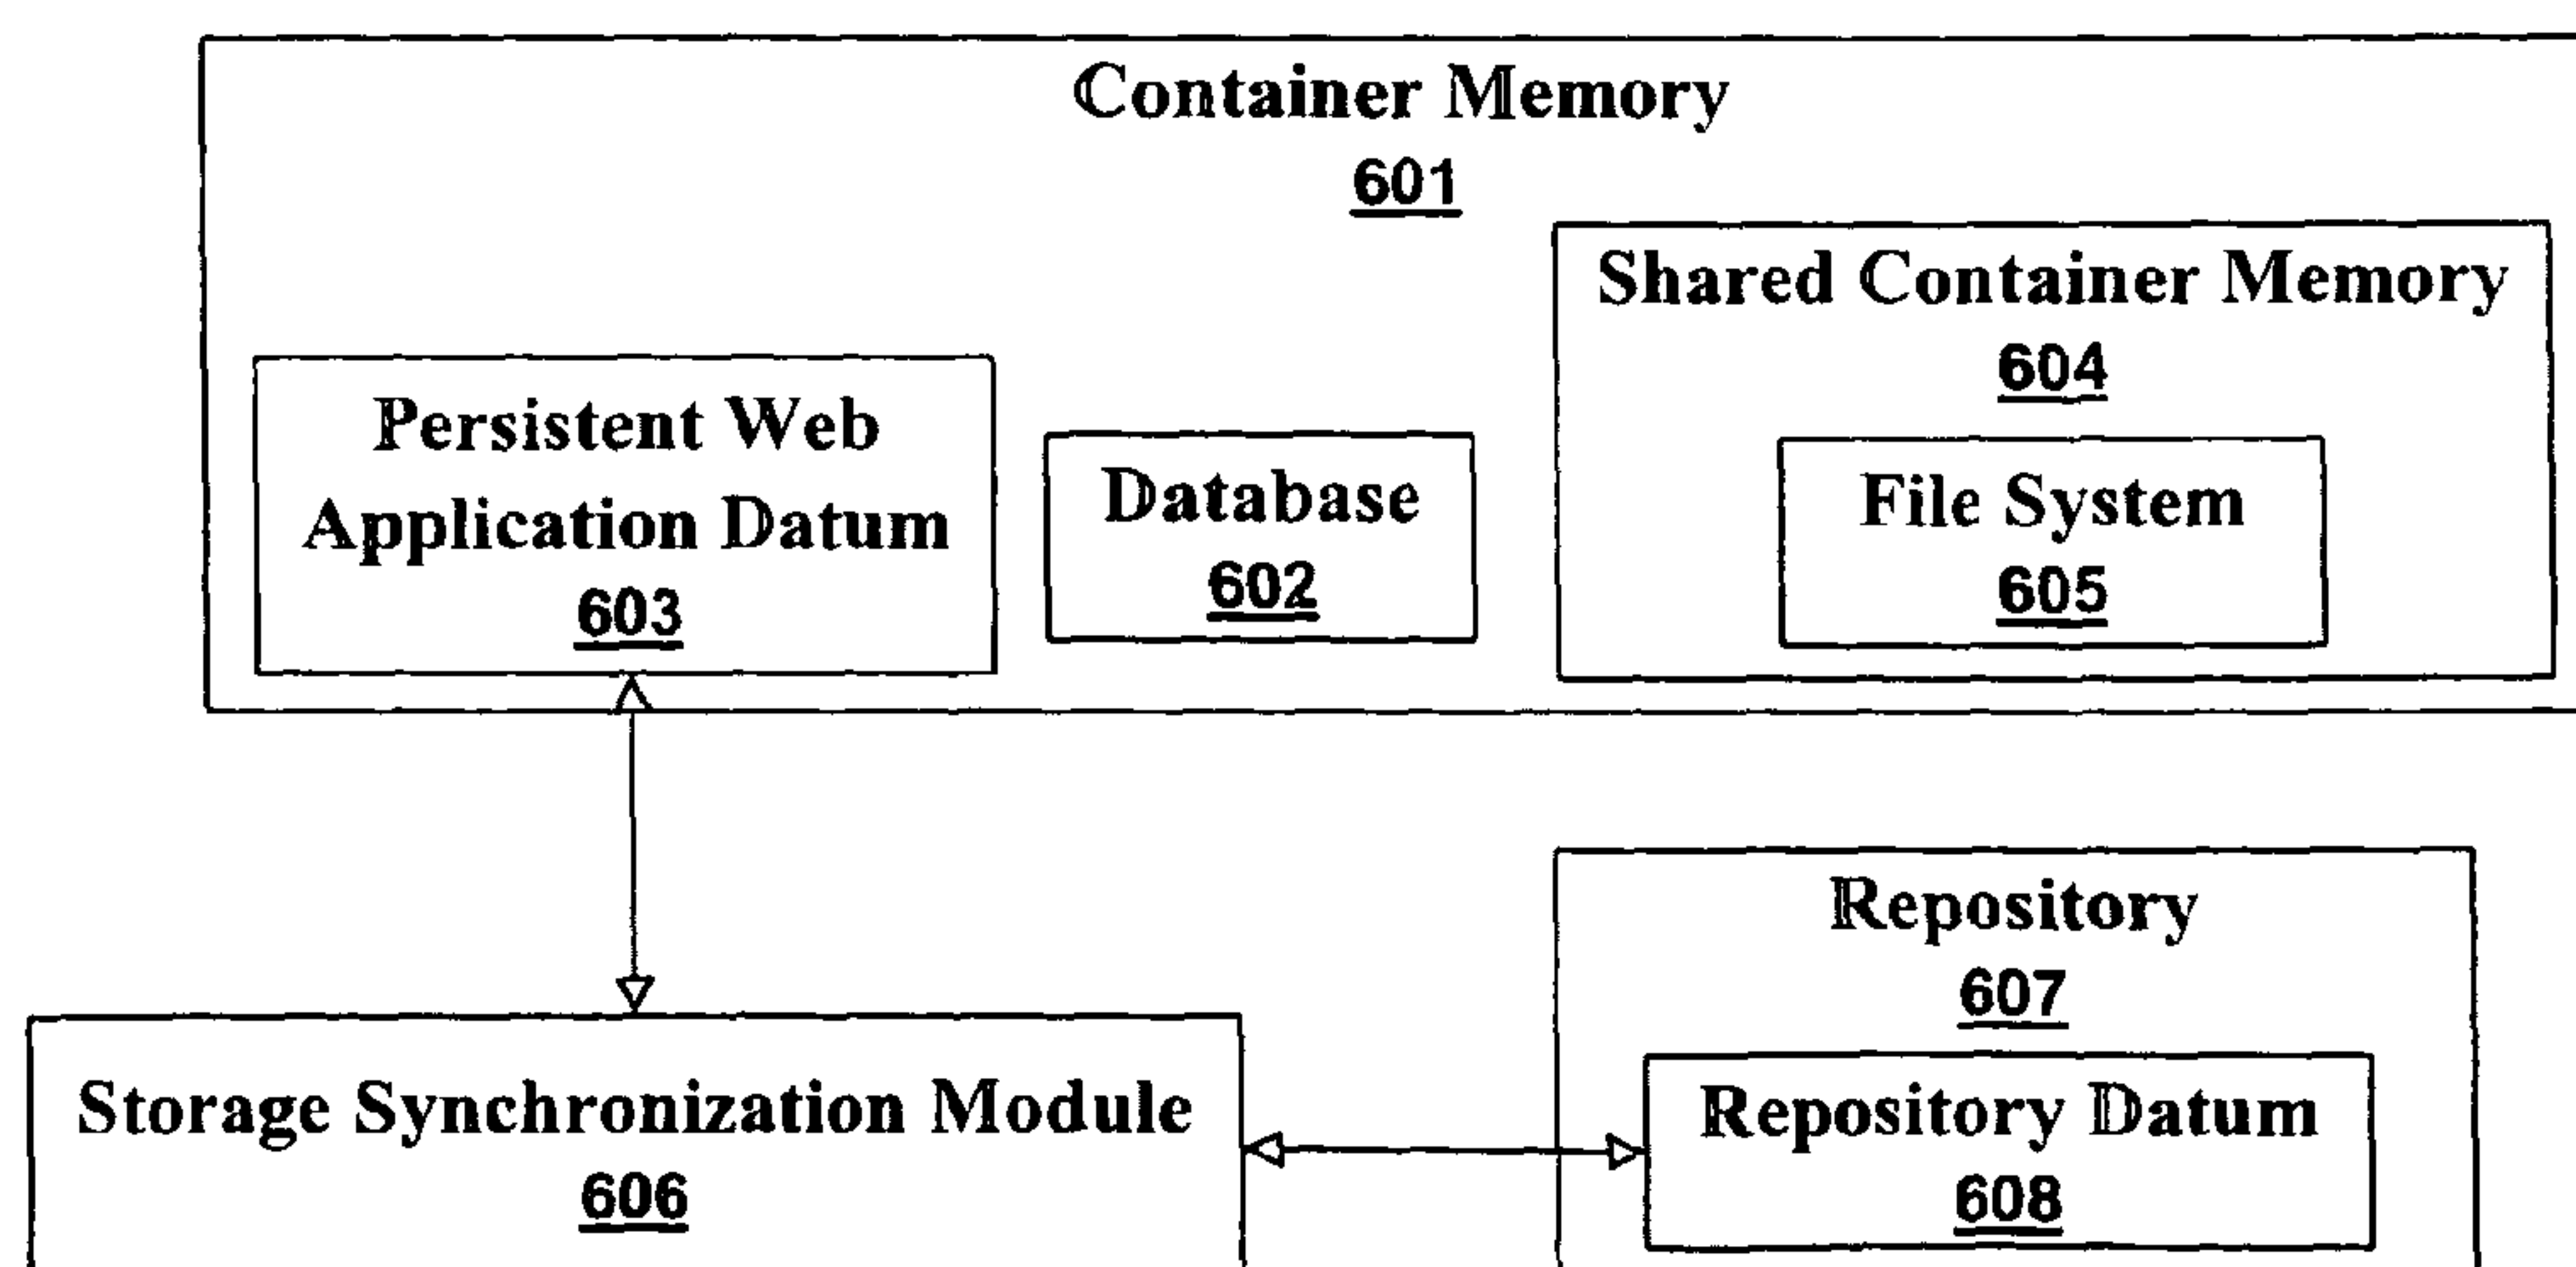 Container Memory
601
Shared Container Memory
604
Persistent Web
Application Datum
603
Database
602
File System
605
Repository
607
Storage Synchronization Module
606
Repository Datum
608